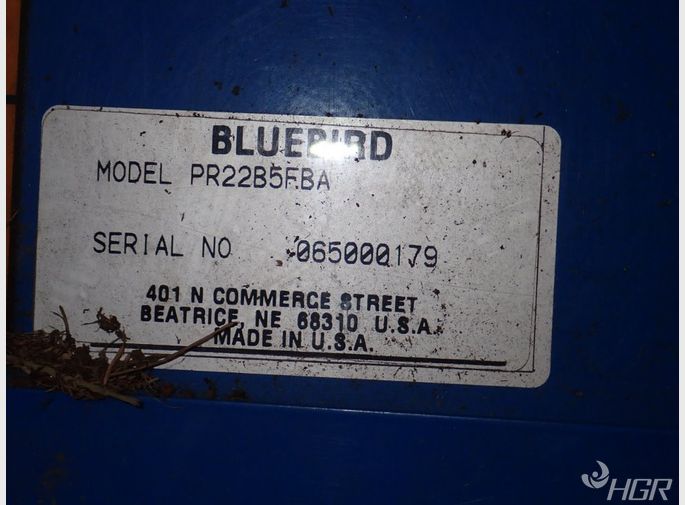 BLUEBIRD
MODEL PR22B5FBA
SERIAL NO 065000179
401 N COMMERCE STREET
BEATRICE, NE 68310 U.S.A.
MADE IN U.S.A.
HGR